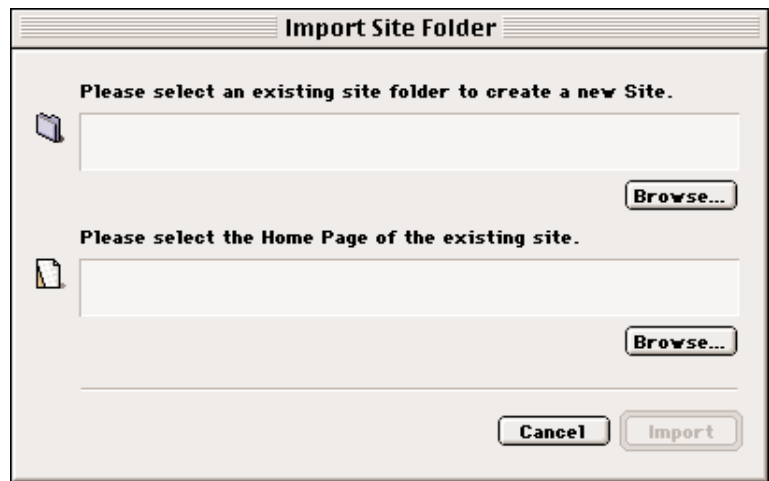 Import Site Folder
Please select an existing site folder to create a new Site.
Browse...
Please select the Home Page of the existing site.
Browse...
Cancel
Import